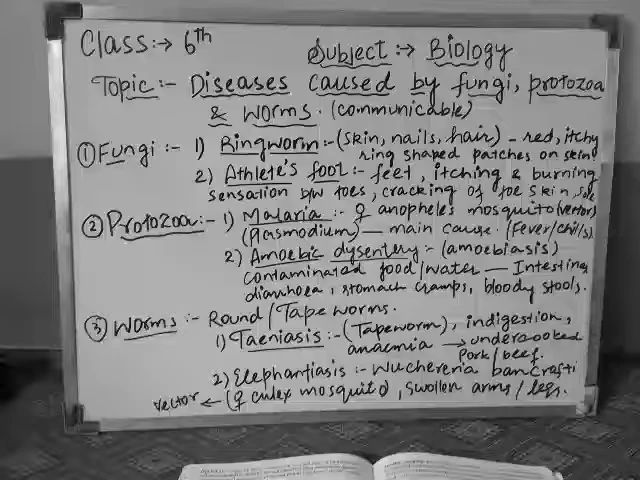 Class:→ 6th
Subject:→ Biology
Topic:- Diseases caused by fungi, protozoa
& worms. (communicable)
① Fungi :- 1) Ringworm:-(skin, nails, hair) - red, itchy
ring shaped patches on skin
2) Athlete's foot:- feet, itching & burning
sensation b/w toes, cracking of toe skin, sole
② Protozoa:- 1) Malaria :- ♀ anopheles mosquito (vector)
(Plasmodium) — main cause. (Fever/chills)
2) Amoebic dysentery:- (amoebiasis)
contaminated food/water — Intestines
diarrhoea, stomach cramps, bloody stools.
③ Worms :- Round / Tape worms.
1) Taeniasis:-(Tapeworm), indigestion,
anaemia → undercooked
Pork/beef.
2) Elephantiasis :- Wuchereria bancrofti
vector ← (♀ culex mosquito), swollen arms / legs.